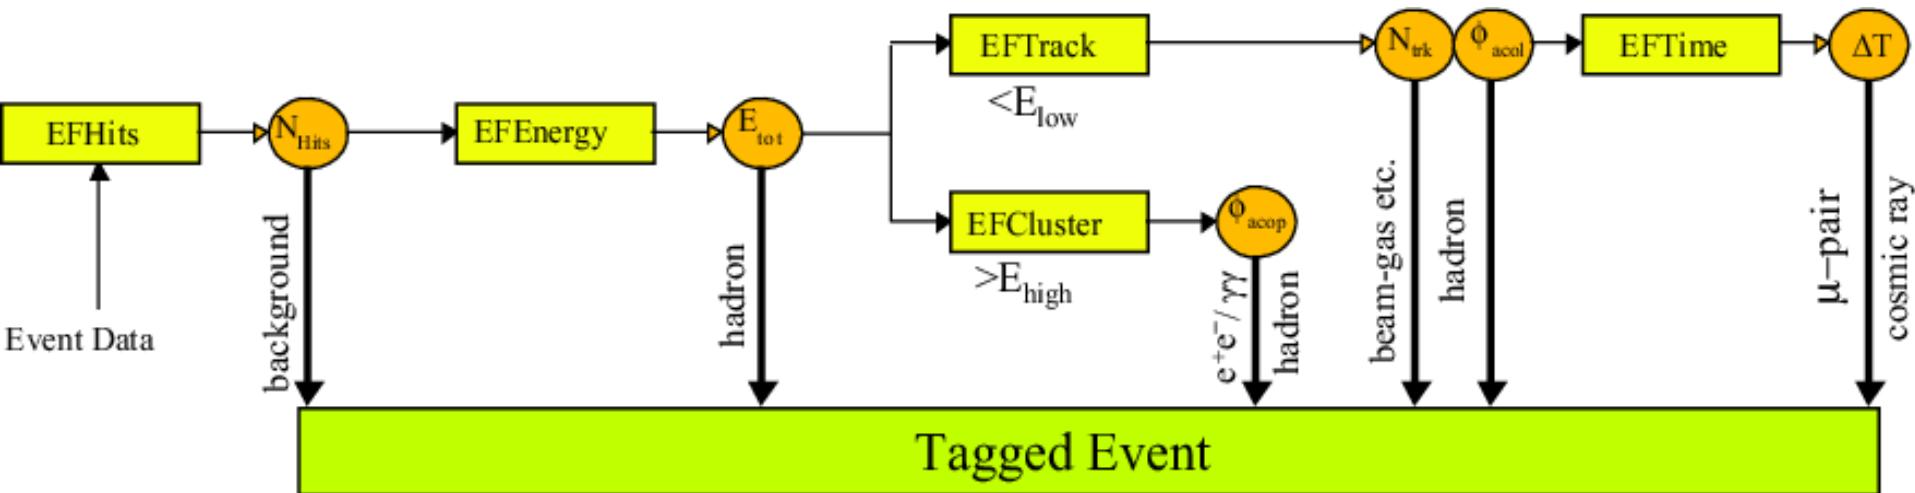 EFHits
N Hits
EFEnergy
E tot
EFTrack
<E low
EFCluster
>E high
ϕ acop
N trk
ϕ acol
EFTime
ΔT
Event Data
background
hadron
e⁺e⁻/ γγ
hadron
beam-gas etc.
hadron
μ–pair
cosmic ray
Tagged Event